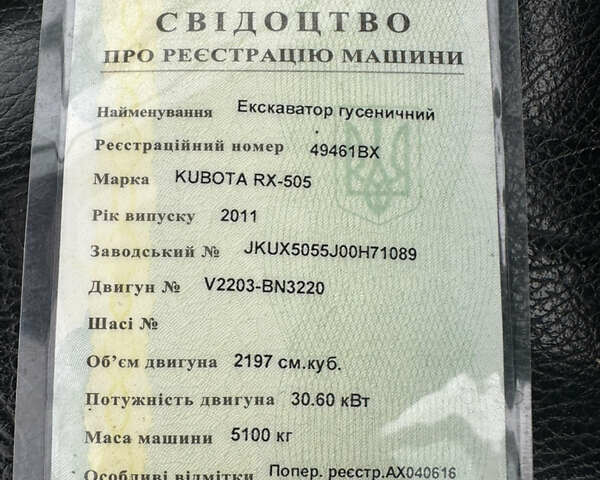 СВІДОЦТВО
ПРО РЕЄСТРАЦІЮ МАШИНИ
Найменування Екскаватор гусеничний
Реєстраційний номер 49461ВХ
Марка KUBOTA RX-505
Рік випуску 2011
Заводський № JKUX5055J00H71089
Двигун № V2203-BN3220
Шасі №
Об'єм двигуна 2197 см.куб.
Потужність двигуна 30.60 кВт
Маса машини 5100 кг
Особливі відмітки Попер. реєстр.АХ040616